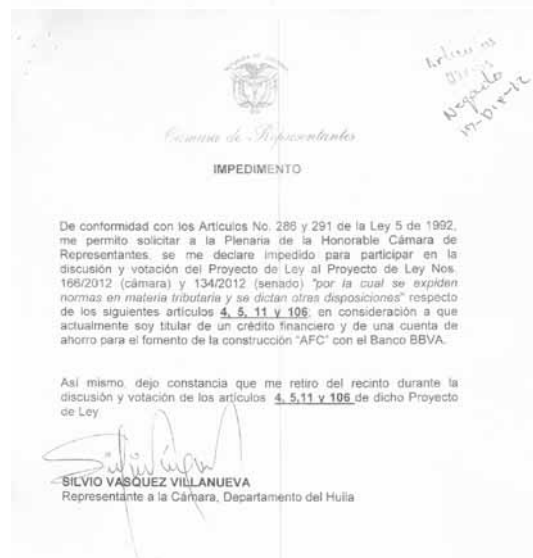 Negado
Cámara de Representantes
IMPEDIMENTO
De conformidad con los Articulos No. 286 y 291 de la Ley 5 de 1992,
me permito solicitar a la Plenaria de la Honorable Cámara de
Representantes, se me declare impedido para participar en la
discusión y votación del Proyecto de Ley al Proyecto de Ley Nos.
166/2012 (cámara) y 134/2012 (senado) "por la cual se expiden
normas en materia tributaria y se dictan otras disposiciones" respecto
de los siguientes artículos 4, 5, 11 y 106; en consideración a que
actualmente soy titular de un crédito financiero y de una cuenta de
ahorro para el fomento de la construcción "AFC" con el Banco BBVA.
Así mismo, dejo constancia que me retiro del recinto durante la
discusión y votación de los artículos 4, 5,11 y 106 de dicho Proyecto
de Ley
SILVIO VÁSQUEZ VILLANUEVA
Representante a la Cámara, Departamento del Huila